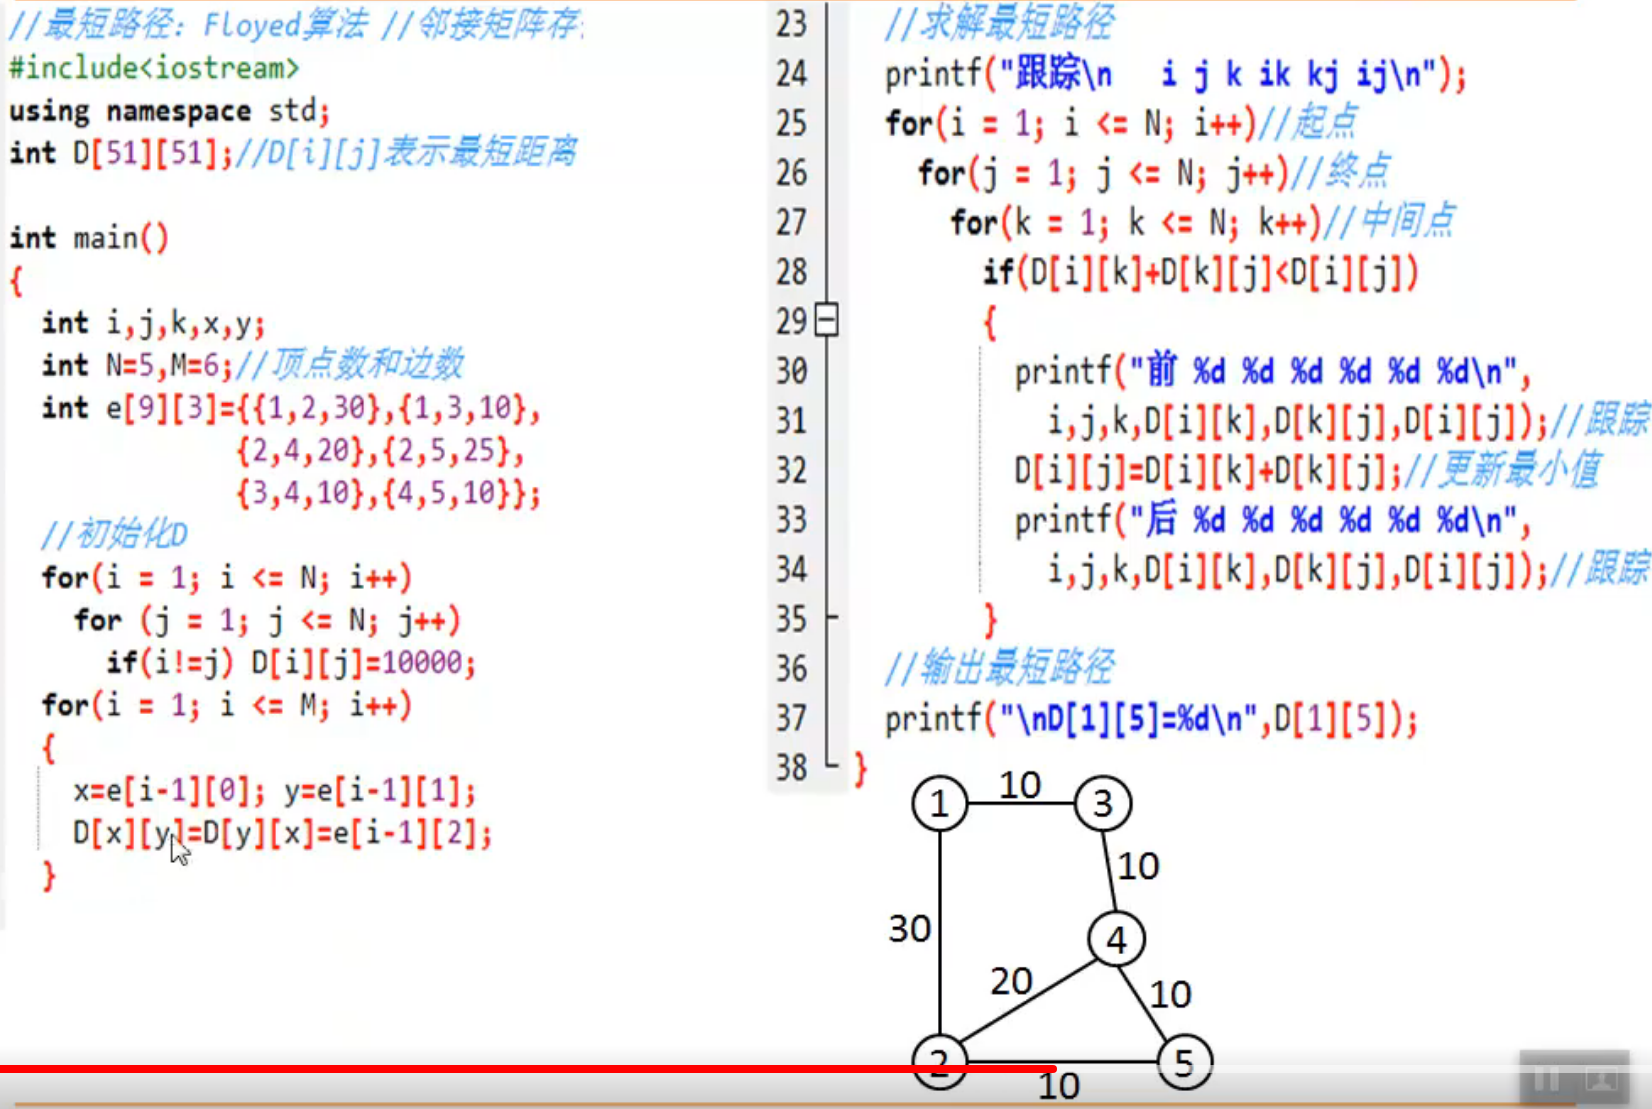 //最短路径: Floyed算法 //邻接矩阵存
#include<iostream>
using namespace std;
int D[51][51];//D[i][j]表示最短距离
int main()
{
int i,j,k,x,y;
int N=5,M=6;//顶点数和边数
int e[9][3]={{1,2,30},{1,3,10},
{2,4,20},{2,5,25},
{3,4,10},{4,5,10}};
//初始化D
for(i = 1; i <= N; i++)
for (j = 1; j <= N; j++)
if(i!=j) D[i][j]=10000;
for(i = 1; i <= M; i++)
{
x=e[i-1][0]; y=e[i-1][1];
D[x][y]=D[y][x]=e[i-1][2];
}
23 //求解最短路径
24 printf("跟踪\n   i j k ik kj ij\n");
25 for(i = 1; i <= N; i++)//起点
26 for(j = 1; j <= N; j++)//终点
27 for(k = 1; k <= N; k++)//中间点
28 if(D[i][k]+D[k][j]<D[i][j])
29 {
30 printf("前 %d %d %d %d %d %d\n",
31 i,j,k,D[i][k],D[k][j],D[i][j]);//跟踪
32 D[i][j]=D[i][k]+D[k][j];//更新最小值
33 printf("后 %d %d %d %d %d %d\n",
34 i,j,k,D[i][k],D[k][j],D[i][j]);//跟踪
35 }
36 //输出最短路径
37 printf("\nD[1][5]=%d\n",D[1][5]);
38 }
1 10 3
10
30
4
20
10
2
5
10